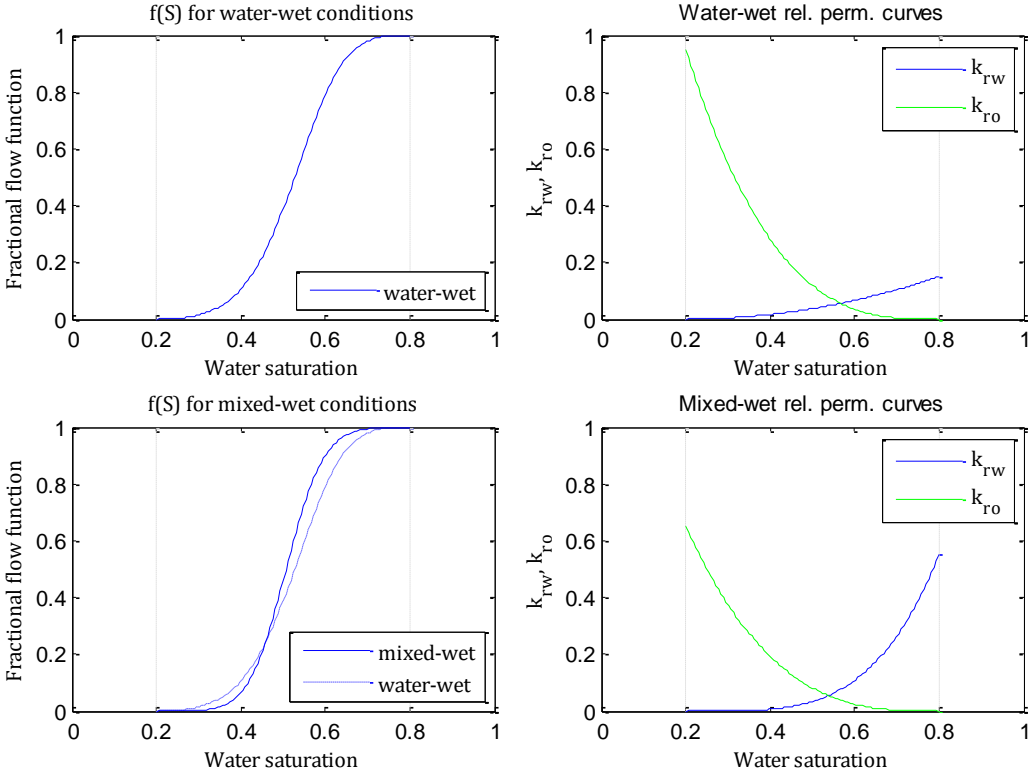 f(S) for water-wet conditions
Fractional flow function
1
0.8
0.6
0.4
0.2
0
0 0.2 0.4 0.6 0.8 1
Water saturation
water-wet
Water-wet rel. perm. curves
k_rw, k_ro
1
0.8
0.6
0.4
0.2
0
0 0.2 0.4 0.6 0.8 1
Water saturation
k_rw
k_ro
f(S) for mixed-wet conditions
Fractional flow function
1
0.8
0.6
0.4
0.2
0
0 0.2 0.4 0.6 0.8 1
Water saturation
mixed-wet
water-wet
Mixed-wet rel. perm. curves
k_rw, k_ro
1
0.8
0.6
0.4
0.2
0
0 0.2 0.4 0.6 0.8 1
Water saturation
k_rw
k_ro